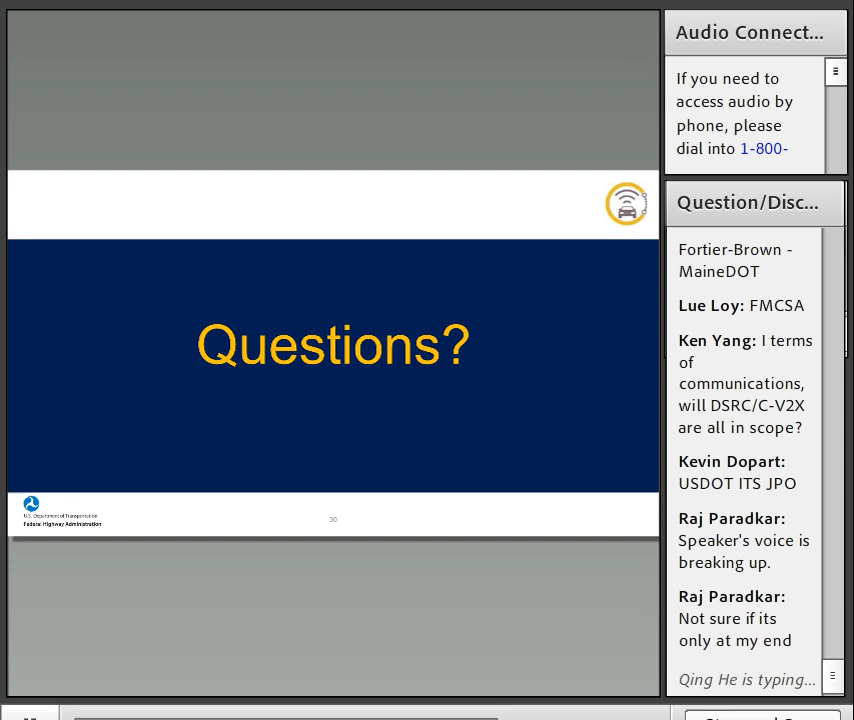 Audio Connect...
If you need to
access audio by
phone, please
dial into 1-800-
Question/Disc...
Fortier-Brown -
MaineDOT
Lue Loy: FMCSA
Ken Yang: I terms
of
communications,
will DSRC/C-V2X
are all in scope?
Kevin Dopart:
USDOT ITS JPO
Raj Paradkar:
Speaker's voice is
breaking up.
Raj Paradkar:
Not sure if its
only at my end
Qing He is typing...
Questions?
U.S. Department of Transportation
Federal Highway Administration
30